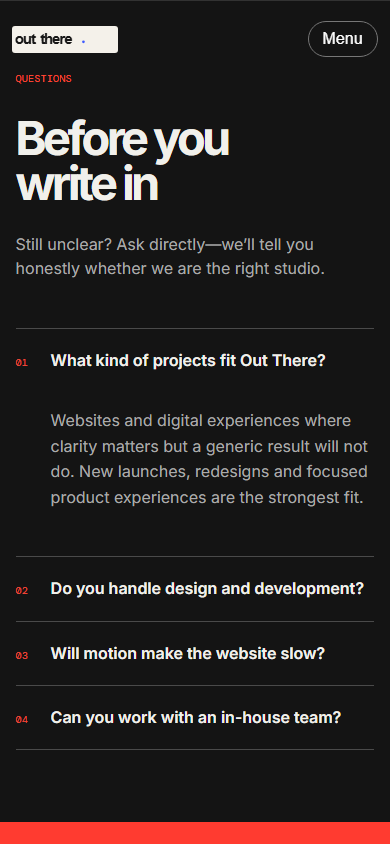 out there .
Menu
QUESTIONS
Before you
write in
Still unclear? Ask directly—we’ll tell you
honestly whether we are the right studio.
01 What kind of projects fit Out There?
Websites and digital experiences where
clarity matters but a generic result will not
do. New launches, redesigns and focused
product experiences are the strongest fit.
02 Do you handle design and development?
03 Will motion make the website slow?
04 Can you work with an in-house team?